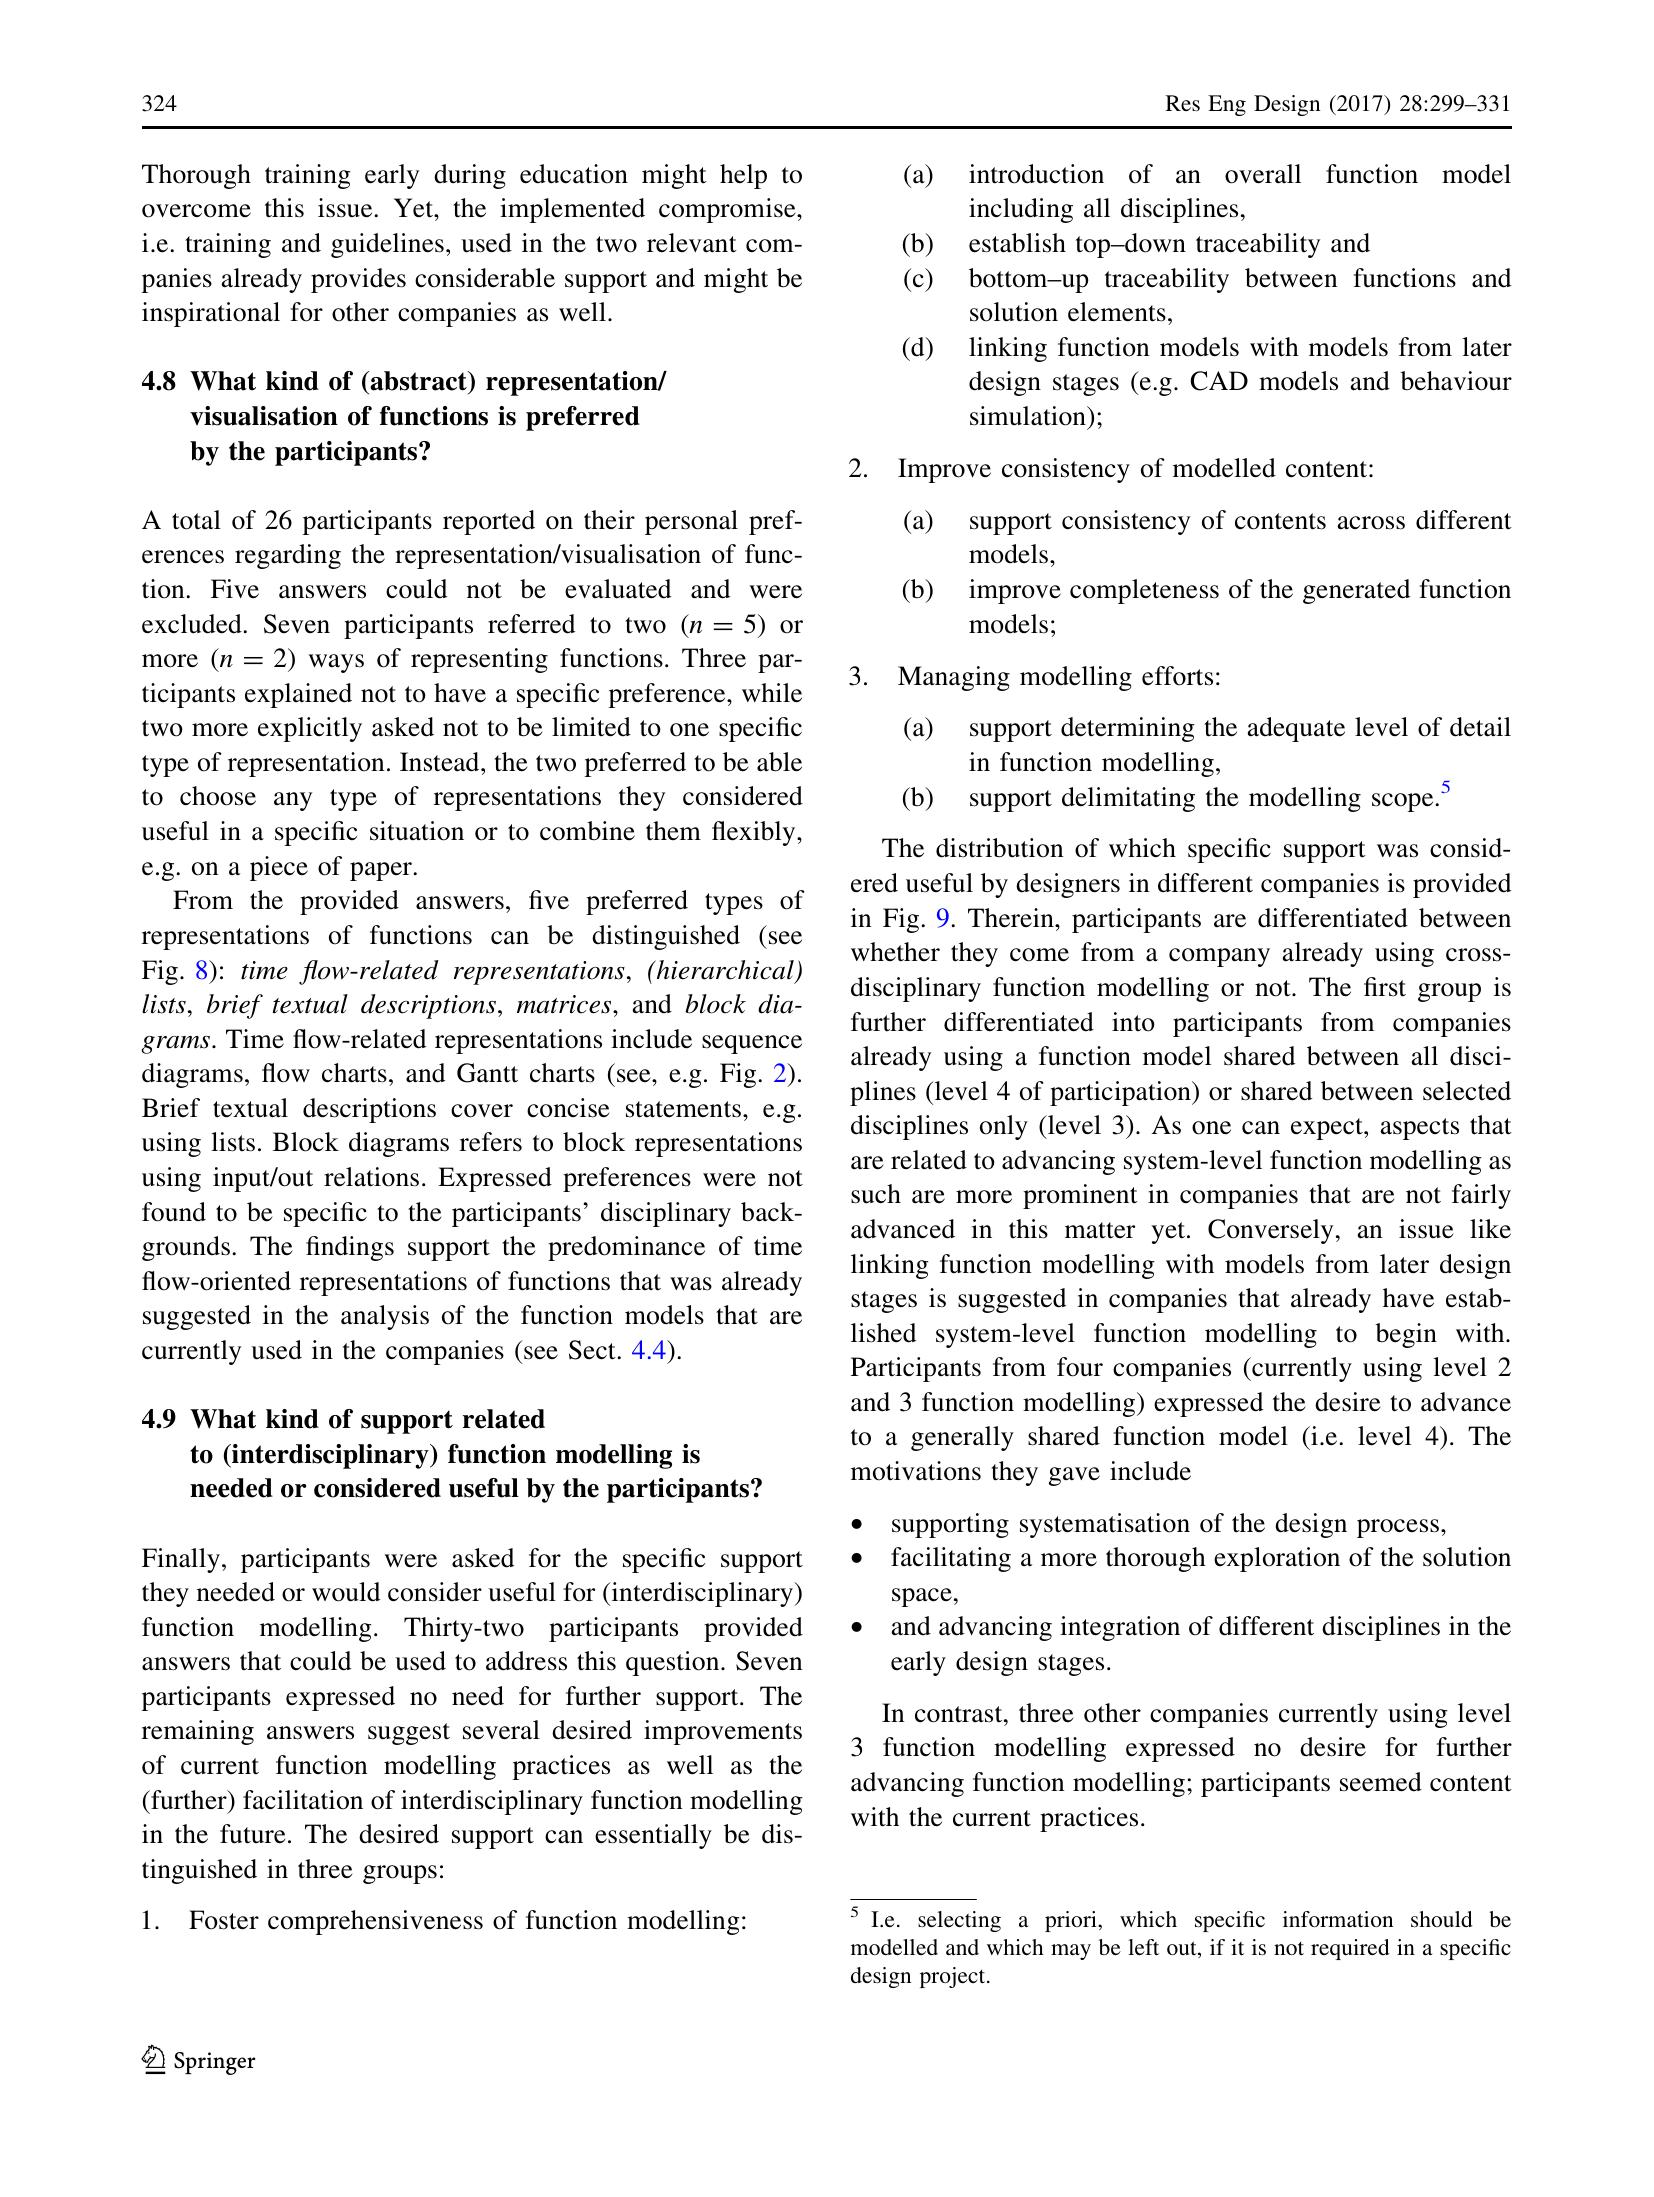 324
Res Eng Design (2017) 28:299–331
Thorough training early during education might help to
overcome this issue. Yet, the implemented compromise,
i.e. training and guidelines, used in the two relevant com-
panies already provides considerable support and might be
inspirational for other companies as well.
4.8 What kind of (abstract) representation/
visualisation of functions is preferred
by the participants?
A total of 26 participants reported on their personal pref-
erences regarding the representation/visualisation of func-
tion. Five answers could not be evaluated and were
excluded. Seven participants referred to two (n = 5) or
more (n = 2) ways of representing functions. Three par-
ticipants explained not to have a specific preference, while
two more explicitly asked not to be limited to one specific
type of representation. Instead, the two preferred to be able
to choose any type of representations they considered
useful in a specific situation or to combine them flexibly,
e.g. on a piece of paper.
From the provided answers, five preferred types of
representations of functions can be distinguished (see
Fig. 8): time flow-related representations, (hierarchical)
lists, brief textual descriptions, matrices, and block dia-
grams. Time flow-related representations include sequence
diagrams, flow charts, and Gantt charts (see, e.g. Fig. 2).
Brief textual descriptions cover concise statements, e.g.
using lists. Block diagrams refers to block representations
using input/out relations. Expressed preferences were not
found to be specific to the participants' disciplinary back-
grounds. The findings support the predominance of time
flow-oriented representations of functions that was already
suggested in the analysis of the function models that are
currently used in the companies (see Sect. 4.4).
4.9 What kind of support related
to (interdisciplinary) function modelling is
needed or considered useful by the participants?
Finally, participants were asked for the specific support
they needed or would consider useful for (interdisciplinary)
function modelling. Thirty-two participants provided
answers that could be used to address this question. Seven
participants expressed no need for further support. The
remaining answers suggest several desired improvements
of current function modelling practices as well as the
(further) facilitation of interdisciplinary function modelling
in the future. The desired support can essentially be dis-
tinguished in three groups:
1. Foster comprehensiveness of function modelling:
(a) introduction of an overall function model
including all disciplines,
(b) establish top–down traceability and
(c) bottom–up traceability between functions and
solution elements,
(d) linking function models with models from later
design stages (e.g. CAD models and behaviour
simulation);
2. Improve consistency of modelled content:
(a) support consistency of contents across different
models,
(b) improve completeness of the generated function
models;
3. Managing modelling efforts:
(a) support determining the adequate level of detail
in function modelling,
(b) support delimitating the modelling scope.5
The distribution of which specific support was consid-
ered useful by designers in different companies is provided
in Fig. 9. Therein, participants are differentiated between
whether they come from a company already using cross-
disciplinary function modelling or not. The first group is
further differentiated into participants from companies
already using a function model shared between all disci-
plines (level 4 of participation) or shared between selected
disciplines only (level 3). As one can expect, aspects that
are related to advancing system-level function modelling as
such are more prominent in companies that are not fairly
advanced in this matter yet. Conversely, an issue like
linking function modelling with models from later design
stages is suggested in companies that already have estab-
lished system-level function modelling to begin with.
Participants from four companies (currently using level 2
and 3 function modelling) expressed the desire to advance
to a generally shared function model (i.e. level 4). The
motivations they gave include
• supporting systematisation of the design process,
• facilitating a more thorough exploration of the solution
space,
• and advancing integration of different disciplines in the
early design stages.
In contrast, three other companies currently using level
3 function modelling expressed no desire for further
advancing function modelling; participants seemed content
with the current practices.
5 I.e. selecting a priori, which specific information should be
modelled and which may be left out, if it is not required in a specific
design project.
Springer